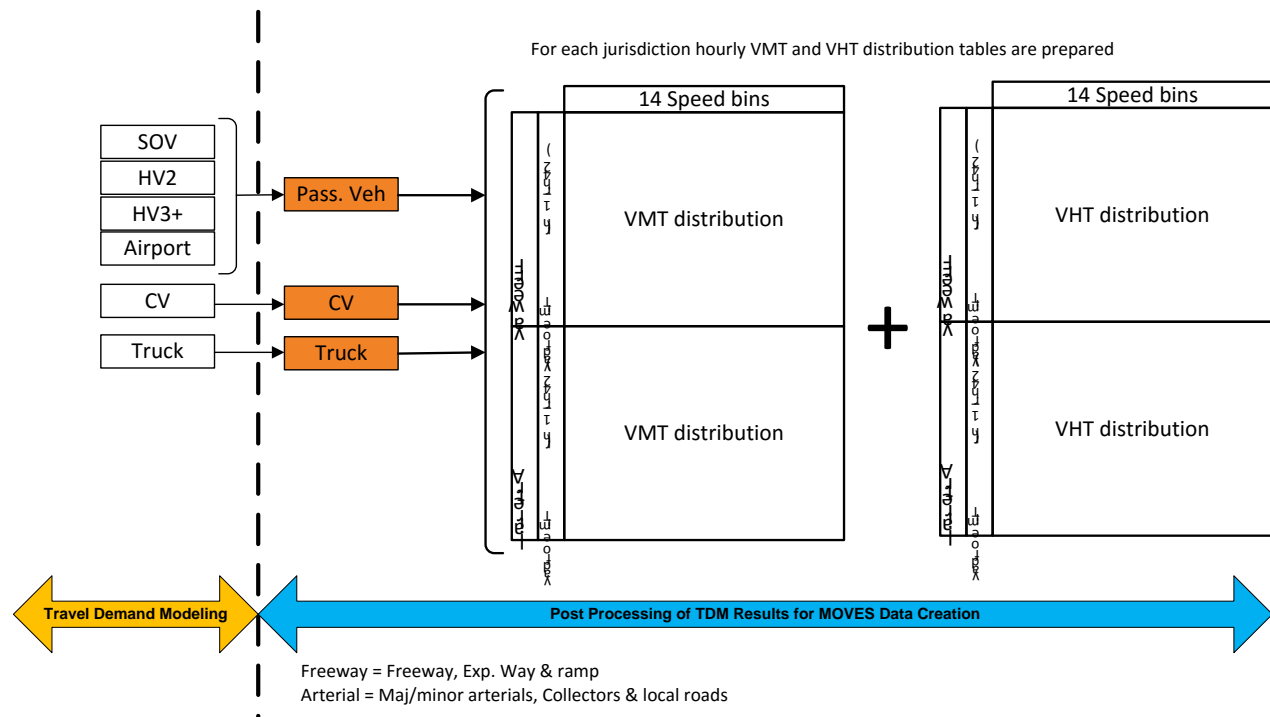 For each jurisdiction hourly VMT and VHT distribution tables are prepared
14 Speed bins
14 Speed bins
SOV
HV2
HV3+
Airport
CV
Truck
Pass. Veh
CV
Truck
VMT distribution
VMT distribution
+
VHT distribution
VHT distribution
Travel Demand Modeling
Post Processing of TDM Results for MOVES Data Creation
Freeway = Freeway, Exp. Way & ramp
Arterial = Maj/minor arterials, Collectors & local roads